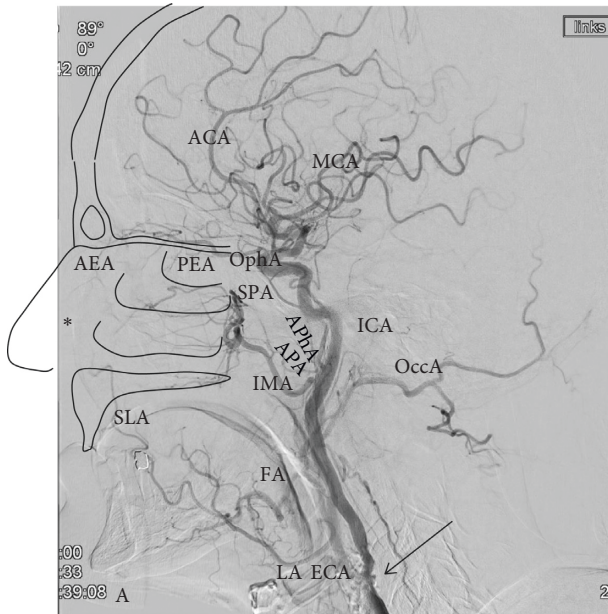 89°
links
0°
42 cm
ACA
MCA
AEA
PEA
OphA
SPA
*
APhA
ICA
APA
OccA
IMA
SLA
FA
:00
:33
LA ECA
:39:08
A
2